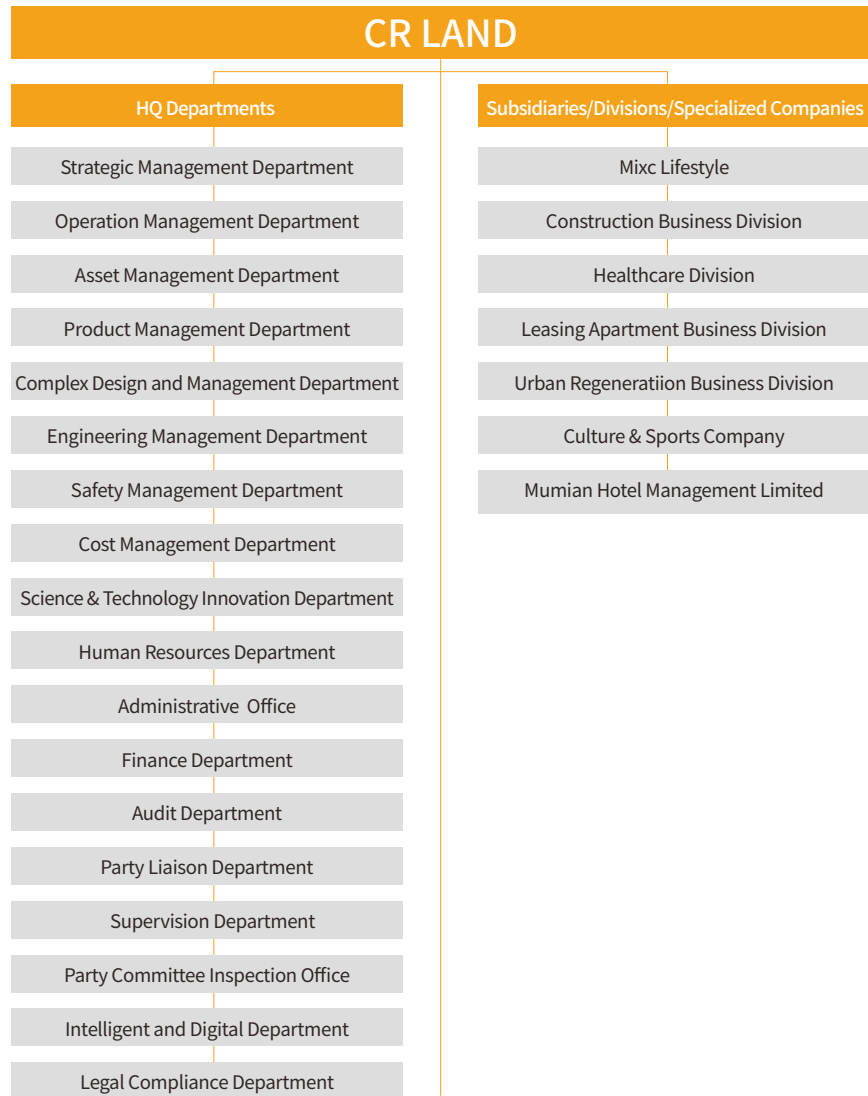 CR LAND
HQ Departments
Strategic Management Department
Operation Management Department
Asset Management Department
Product Management Department
Complex Design and Management Department
Engineering Management Department
Safety Management Department
Cost Management Department
Science & Technology Innovation Department
Human Resources Department
Administrative Office
Finance Department
Audit Department
Party Liaison Department
Supervision Department
Party Committee Inspection Office
Intelligent and Digital Department
Legal Compliance Department
Subsidiaries/Divisions/Specialized Companies
Mixc Lifestyle
Construction Business Division
Healthcare Division
Leasing Apartment Business Division
Urban Regeneratiion Business Division
Culture & Sports Company
Mumian Hotel Management Limited